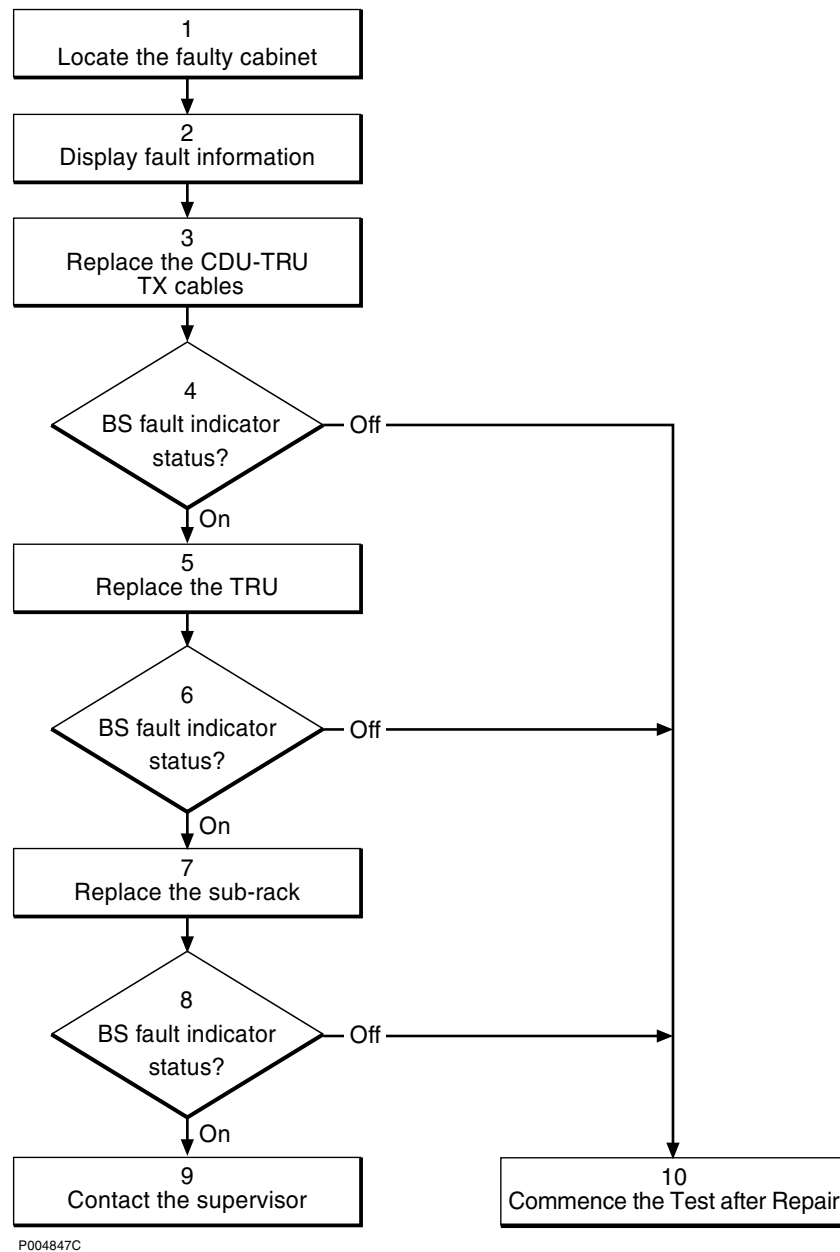 1
Locate the faulty cabinet
2
Display fault information
3
Replace the CDU-TRU
TX cables
4
BS fault indicator
status?
Off
On
5
Replace the TRU
6
BS fault indicator
status?
Off
On
7
Replace the sub-rack
8
BS fault indicator
status?
Off
On
9
Contact the supervisor
10
Commence the Test after Repair
P004847C